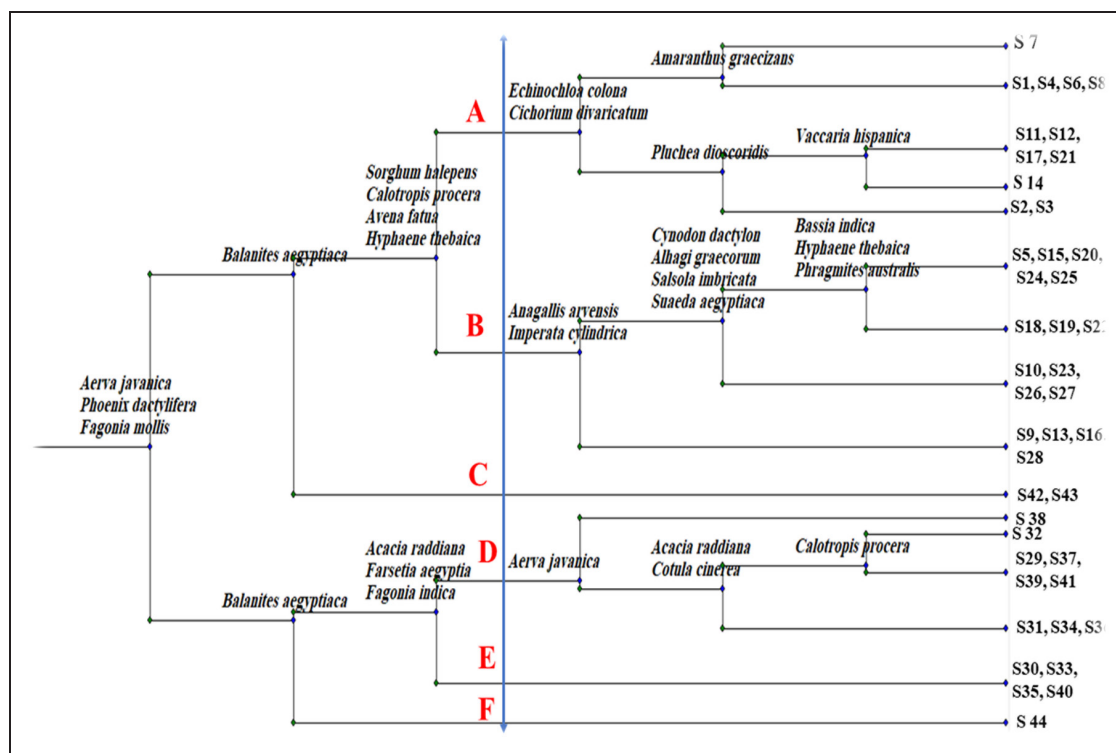 S 7
Amaranthus graecizans
S1, S4, S6, S8
Echinochloa colona
Cichorium divaricatum
A
Vaccaria hispanica
S11, S12,
S17, S21
Pluchea dioscoridis
S 14
Sorghum halepens
Calotropis procera
Avena fatua
Hyphaene thebaica
S2, S3
Cynodon dactylon
Alhagi graecorum
Salsola imbricata
Suaeda aegyptiaca
Bassia indica
Hyphaene thebaica
Phragmites australis
S5, S15, S20,
S24, S25
Balanites aegyptiaca
Anagallis arvensis
Imperata cylindrica
B
S18, S19,
S10, S23,
S26, S27
Aerva javanica
Phoenix dactylifera
Fagonia mollis
S9, S13, S16
S28
C
S42, S43
S 38
S 32
Acacia raddiana
Farsetia aegyptia
Fagonia indica
D
Aerva javanica
Acacia raddiana
Cotula cinerea
Calotropis procera
S29, S37,
S39, S41
Balanites aegyptiaca
S31, S34,
E
S30, S33,
S35, S40
F
S 44